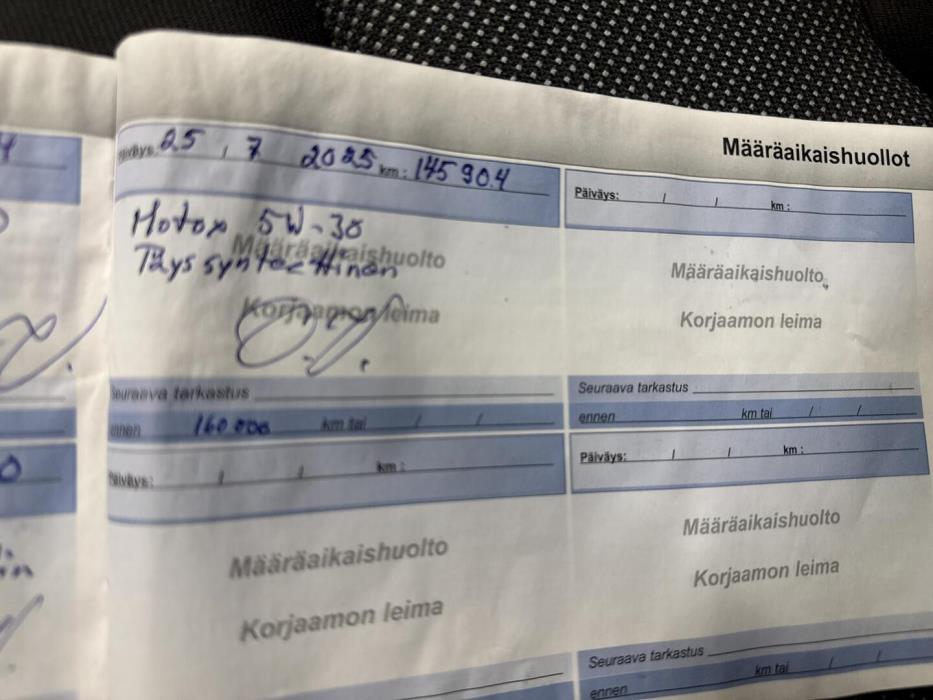 Määräaikaishuollot
Päiväys: 25 / 7 2025 km: 145 904
Motox 5W-30
Määräaikaishuolto
Täyssynteettinen
Korjaamon leima
Seuraava tarkastus
ennen 160 000 km tai / /
Päiväys: / / km:
Määräaikaishuolto
Korjaamon leima
Päiväys: / / km:
Määräaikaishuolto
Korjaamon leima
Seuraava tarkastus
ennen km tai / /
Päiväys: / / km:
Määräaikaishuolto
Korjaamon leima
Seuraava tarkastus
ennen km tai / /